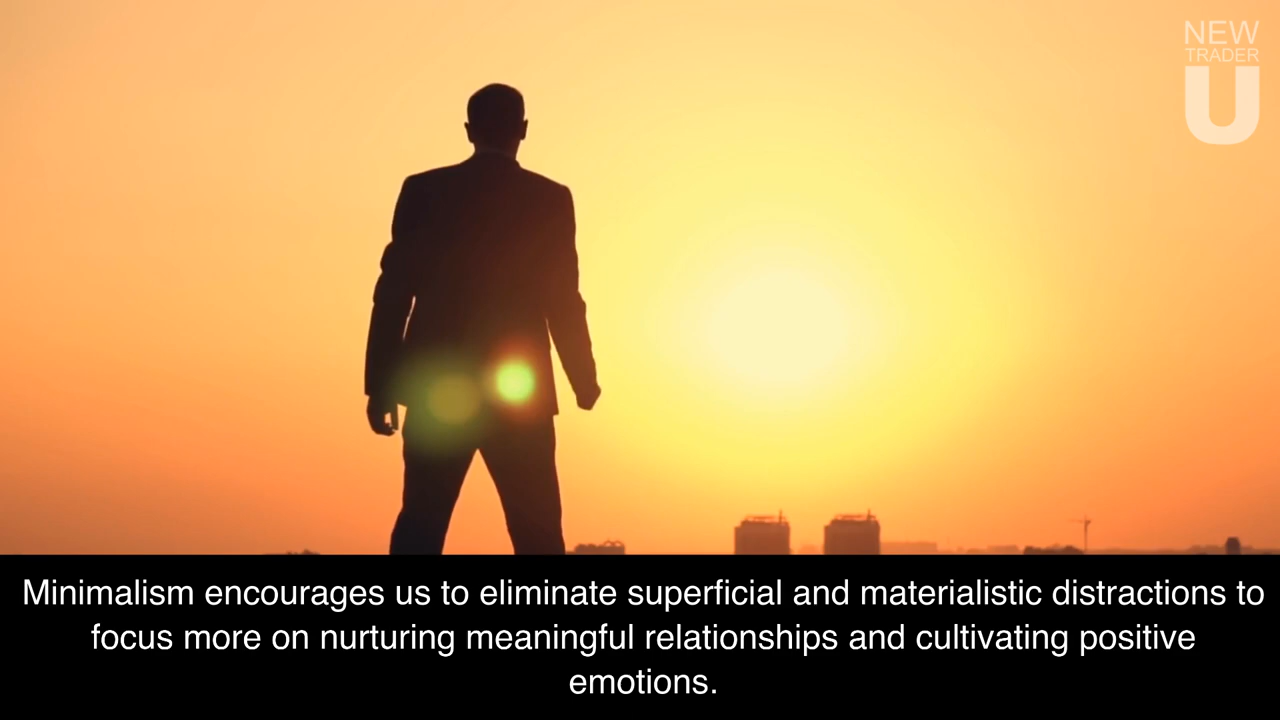 NEW
TRADER
U
Minimalism encourages us to eliminate superficial and materialistic distractions to
focus more on nurturing meaningful relationships and cultivating positive
emotions.